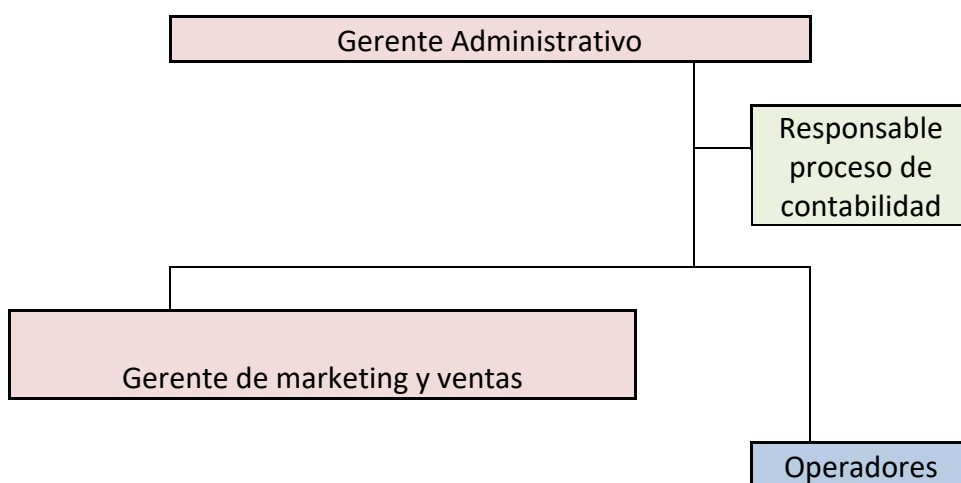 Gerente Administrativo
Responsable
proceso de
contabilidad
Gerente de marketing y ventas
Operadores